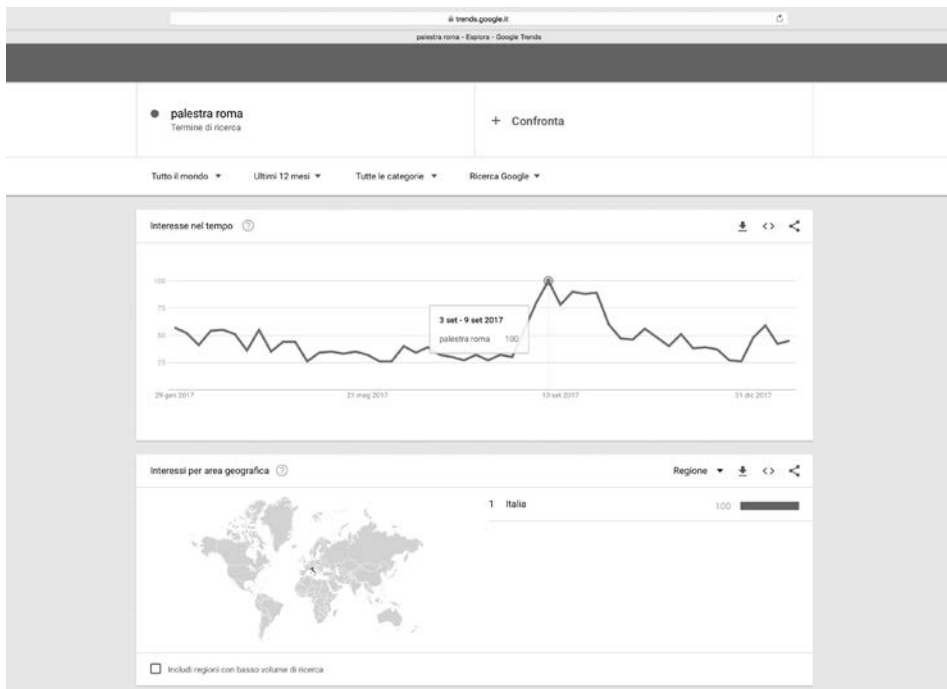 trends.google.it
palestra roma - Esplora - Google Trends
palestra roma
Termine di ricerca
+ Confronta
Tutto il mondo Ultimi 12 mesi Tutte le categorie Ricerca Google
Interesse nel tempo ?
100
75
50
25
3 set - 9 set 2017
palestra roma 100
29 gen 2017 21 mag 2017 10 set 2017 31 dic 2017
Interessi per area geografica ?
Regione
1 Italia 100
Includi regioni con basso volume di ricerca